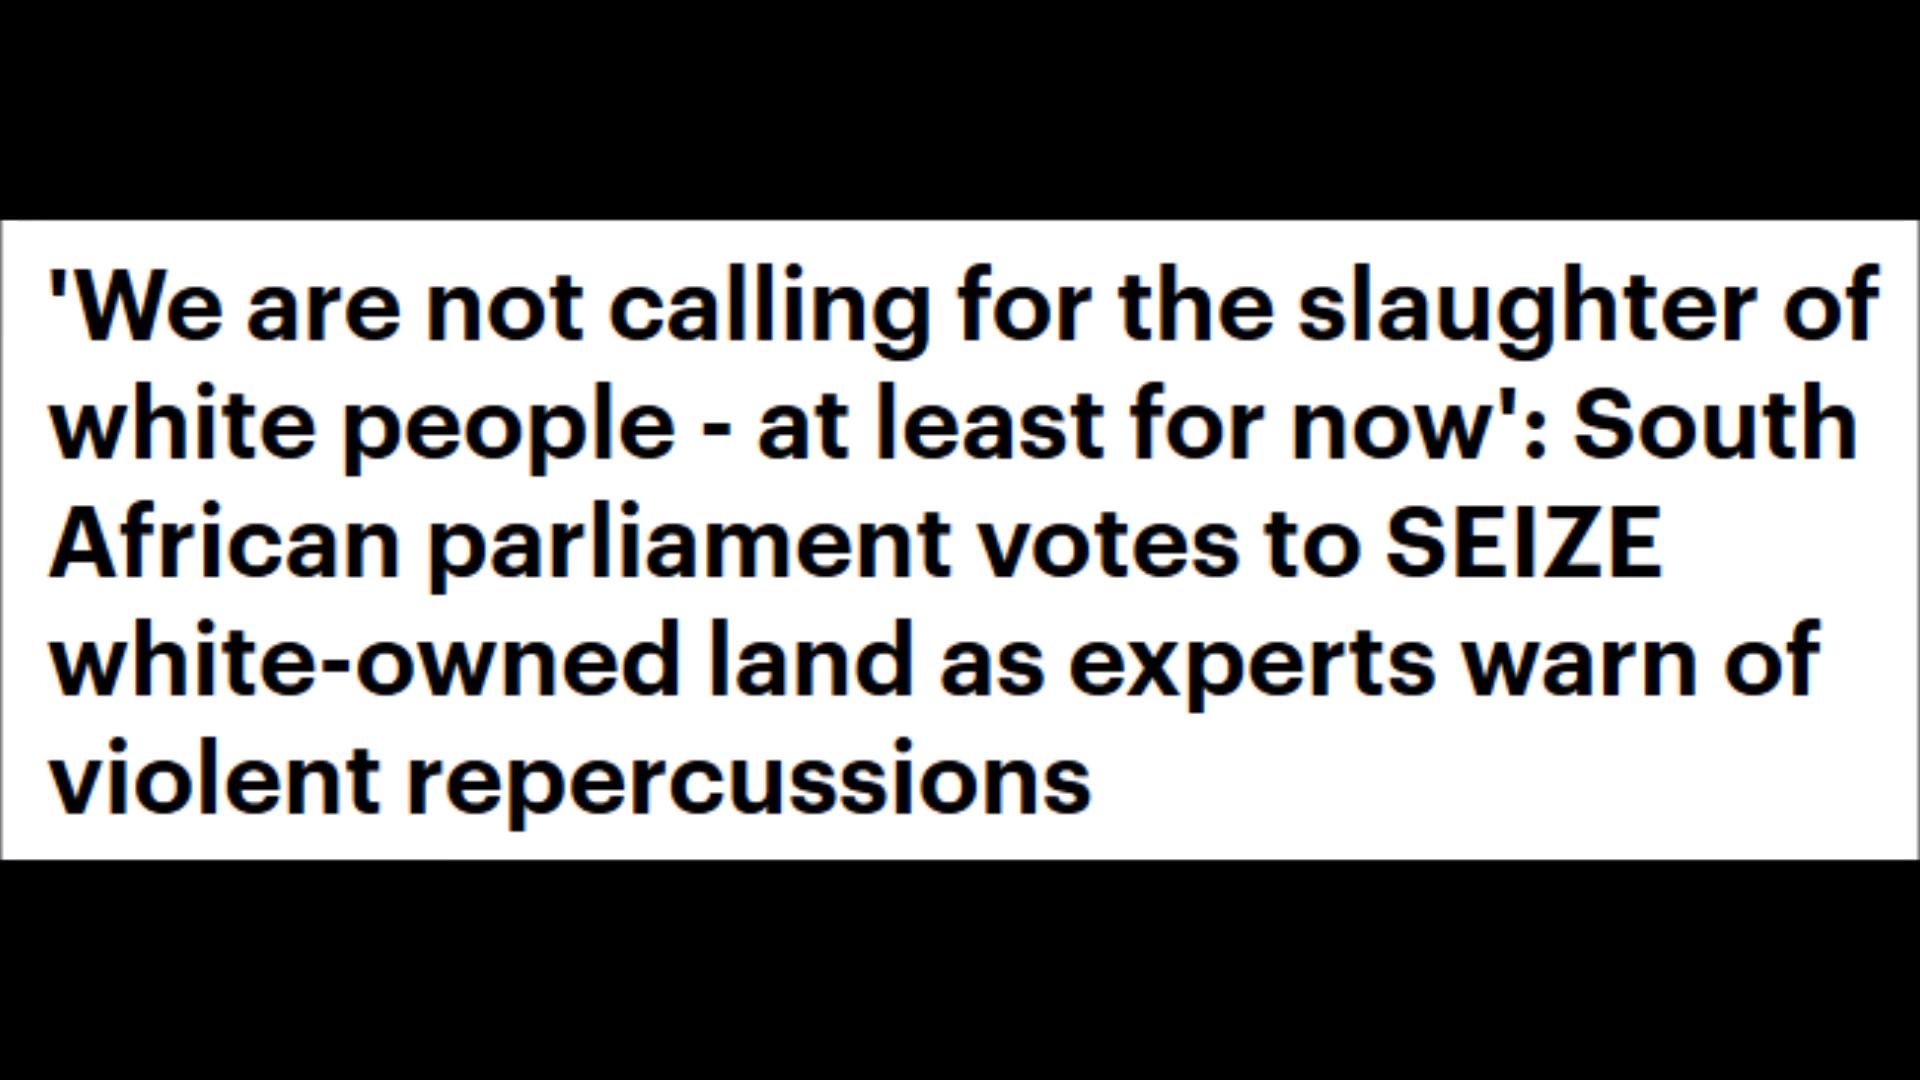 'We are not calling for the slaughter of
white people - at least for now': South
African parliament votes to SEIZE
white-owned land as experts warn of
violent repercussions